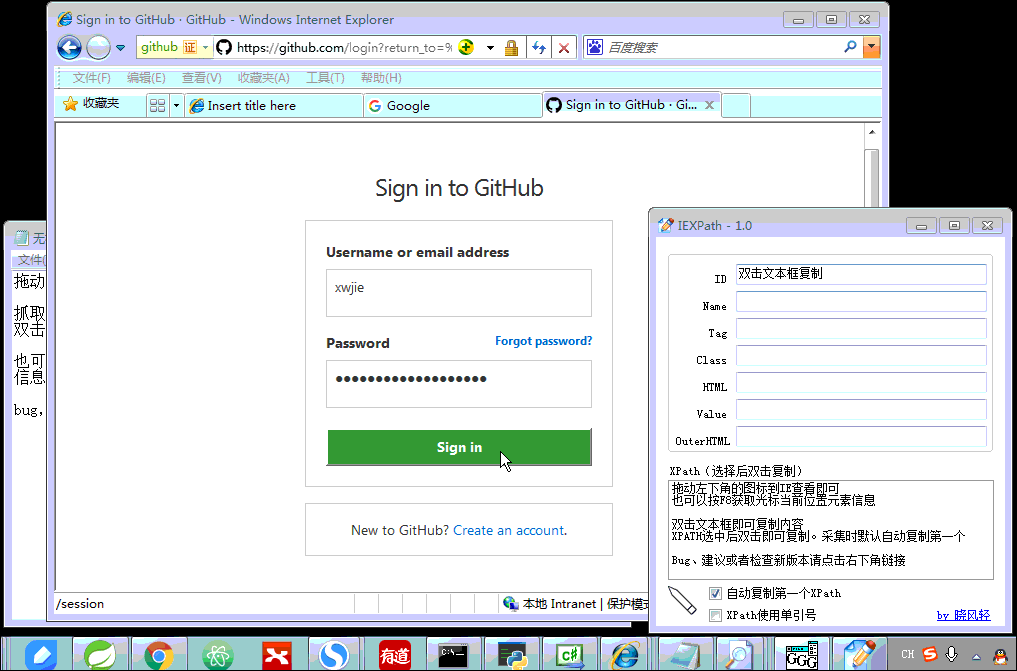 Sign in to GitHub · GitHub - Windows Internet Explorer
github 证 https://github.com/login?return_to=%
百度搜索
文件(F) 编辑(E) 查看(V) 收藏夹(A) 工具(T) 帮助(H)
收藏夹 Insert title here Google Sign in to GitHub · Gi...
Sign in to GitHub
Username or email address
xwjie
Password Forgot password?
Sign in
New to GitHub? Create an account.
/session 本地 Intranet | 保护模式
文件(
拖动
抓取
双击
也可
信息
bug,
IEXPath - 1.0
ID 双击文本框复制
Name
Tag
Class
HTML
Value
OuterHTML
XPath（选择后双击复制）
拖动左下角的图标到IE查看即可
也可以按F8获取光标当前位置元素信息
双击文本框即可复制内容
XPATH选中后双击即可复制。采集时默认自动复制第一个
Bug、建议或者检查新版本请点击右下角链接
自动复制第一个XPath
XPath使用单引号 by 晓风轻
有道 C:\ C# GGG CH